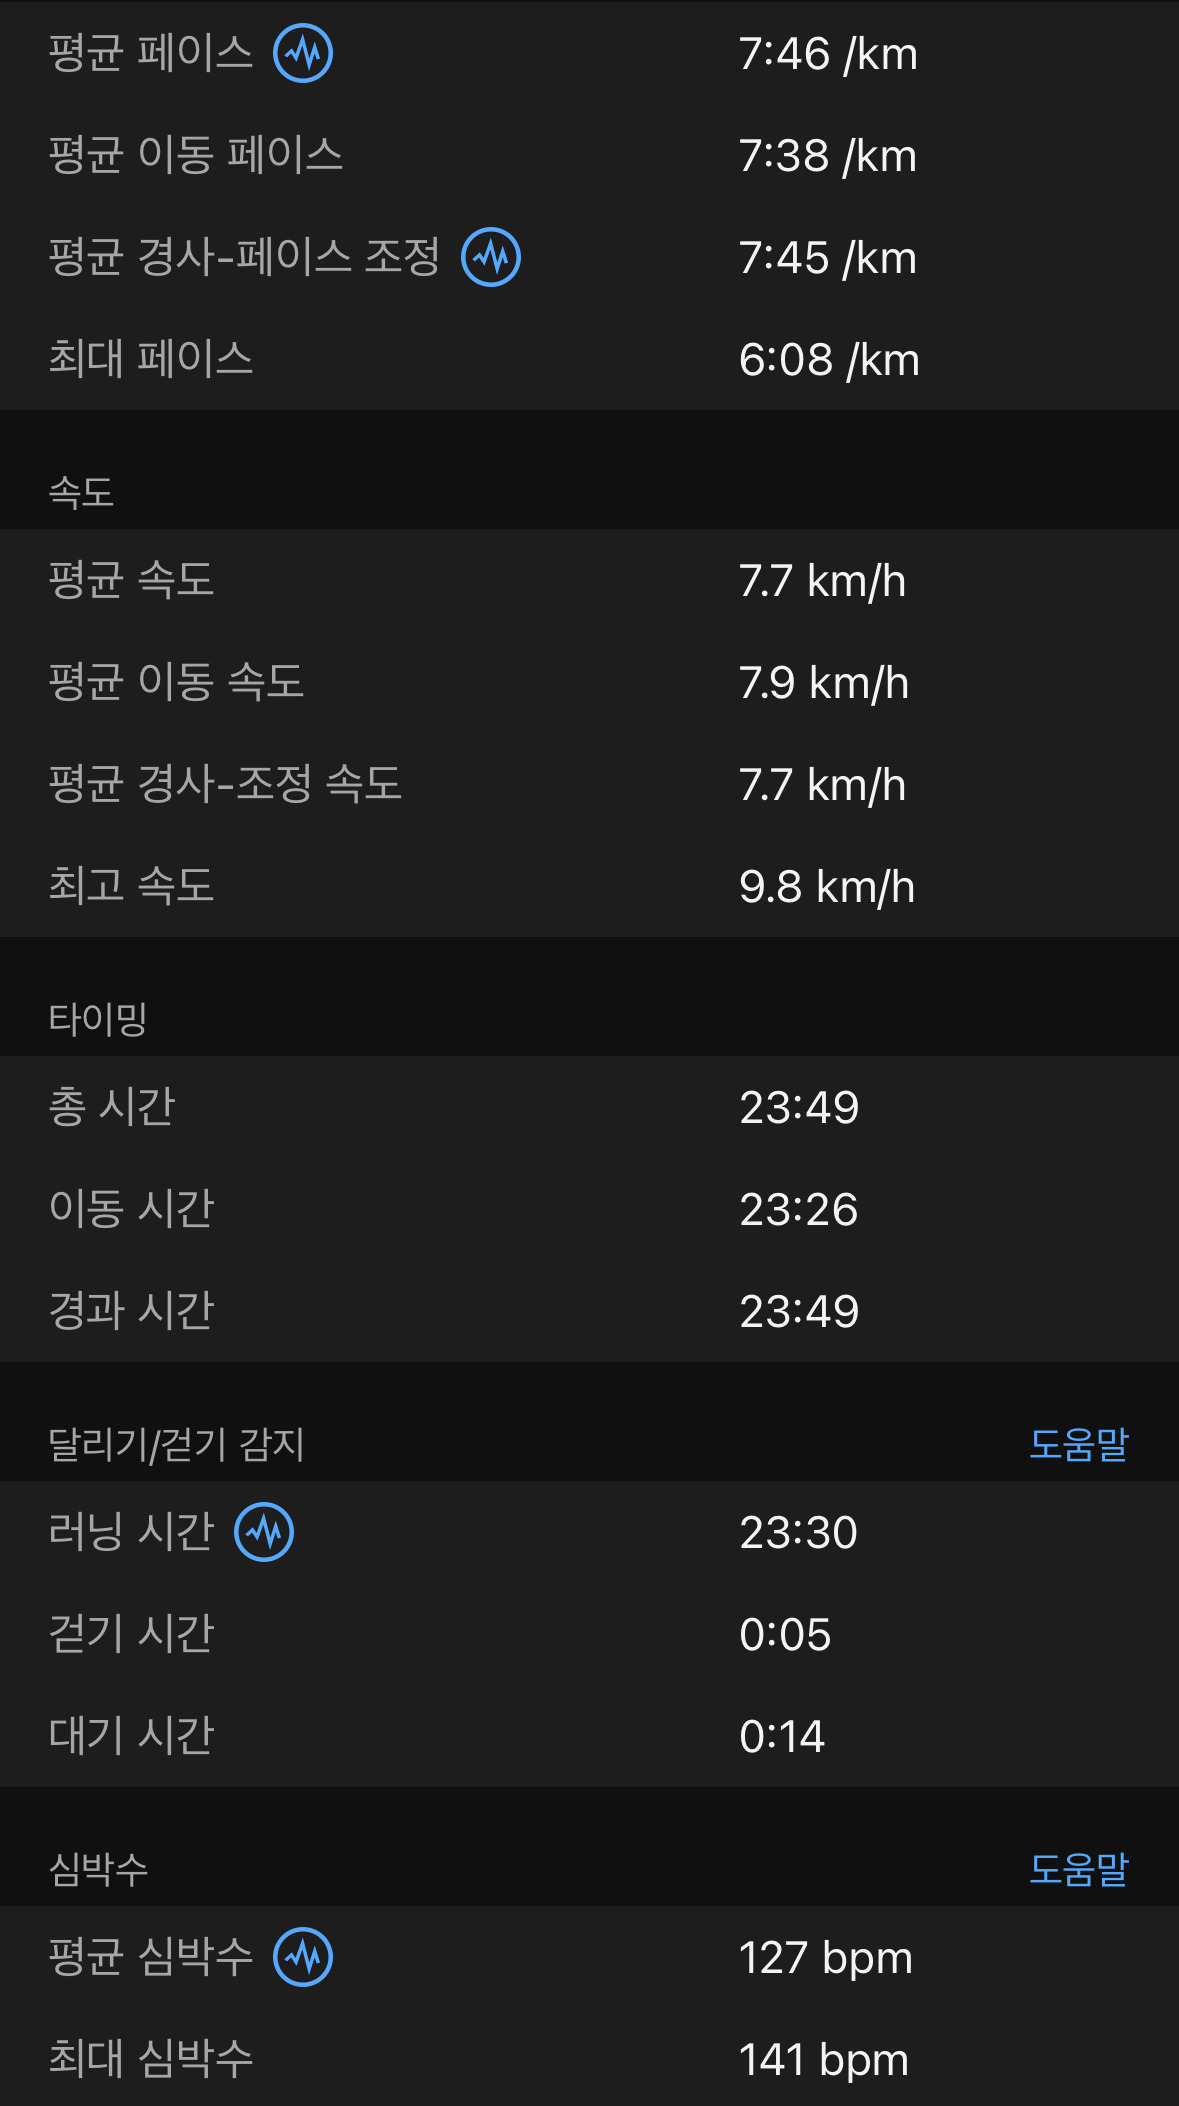 평균 페이스 7:46 /km
평균 이동 페이스 7:38 /km
평균 경사-페이스 조정 7:45 /km
최대 페이스 6:08 /km
속도
평균 속도 7.7 km/h
평균 이동 속도 7.9 km/h
평균 경사-조정 속도 7.7 km/h
최고 속도 9.8 km/h
타이밍
총 시간 23:49
이동 시간 23:26
경과 시간 23:49
달리기/걷기 감지 도움말
러닝 시간 23:30
걷기 시간 0:05
대기 시간 0:14
심박수 도움말
평균 심박수 127 bpm
최대 심박수 141 bpm